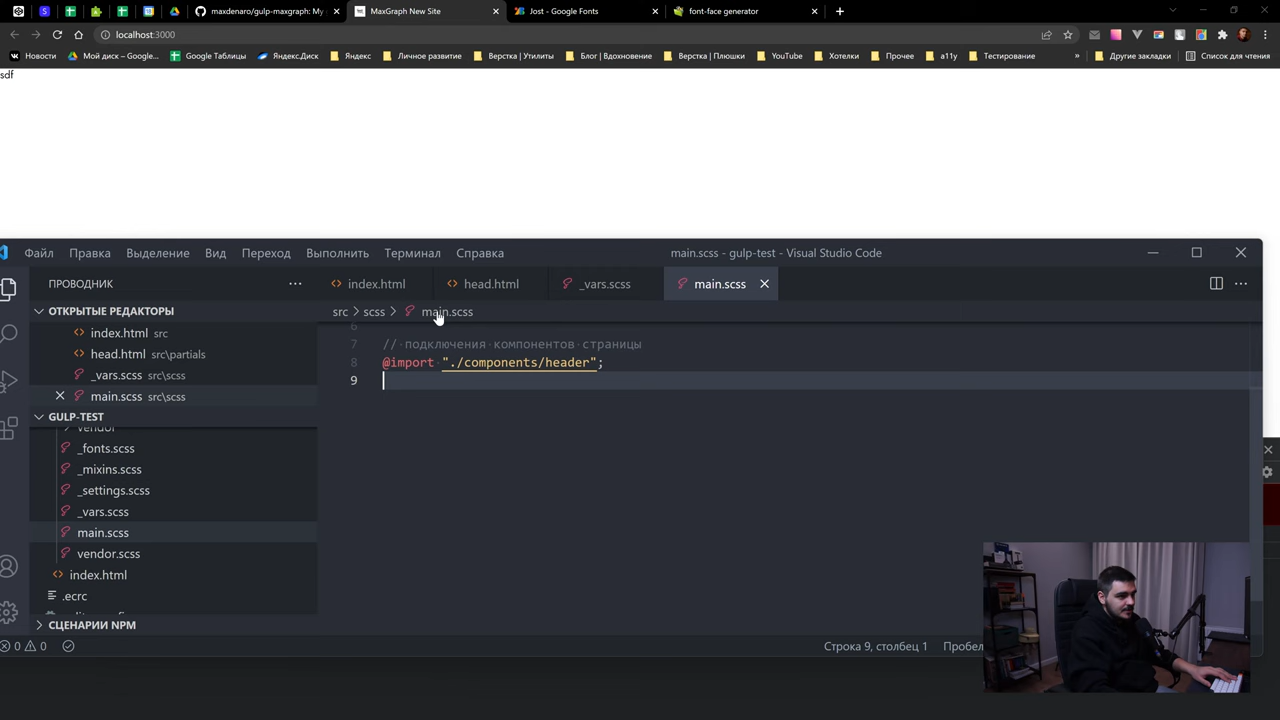 maxdenaro/gulp-maxgraph: My
MaxGraph New Site
Jost - Google Fonts
font-face generator
localhost:3000
Новости
Мой диск – Google...
Google Таблицы
Яндекс.Диск
Яндекс
Личное развитие
Верстка | Утилиты
Блог | Вдохновение
Верстка | Плюшки
YouTube
Хотелки
Прочее
a11y
Тестирование
»
Другие закладки
Список для чтения
sdf
Файл
Правка
Выделение
Вид
Переход
Выполнить
Терминал
Справка
main.scss - gulp-test - Visual Studio Code
ПРОВОДНИК
index.html
head.html
_vars.scss
main.scss
ОТКРЫТЫЕ РЕДАКТОРЫ
src > scss > main.scss
index.html src
head.html src\partials
_vars.scss src\scss
main.scss src\scss
GULP-TEST
vendor
_fonts.scss
_mixins.scss
_settings.scss
_vars.scss
main.scss
vendor.scss
index.html
.ecrc
СЦЕНАРИИ NPM
6
7 // подключения компонентов страницы
8 @import "./components/header";
9
0 0
Строка 9, столбец 1